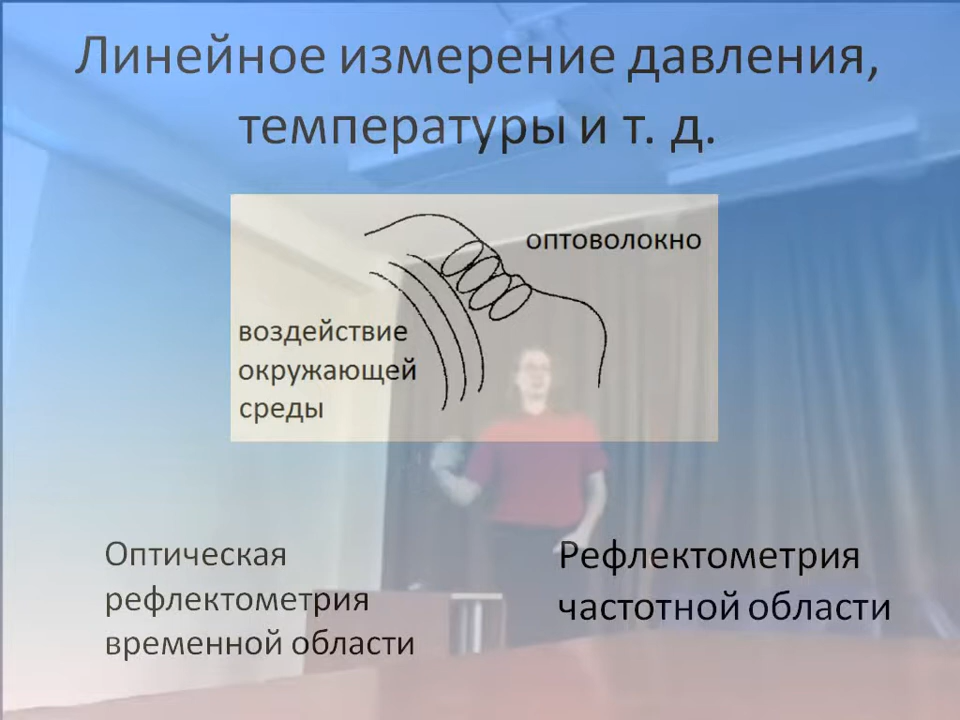 Линейное измерение давления,
температуры и т. д.
оптоволокно
воздействие
окружающей
среды
Оптическая
рефлектометрия
временной области
Рефлектометрия
частотной области